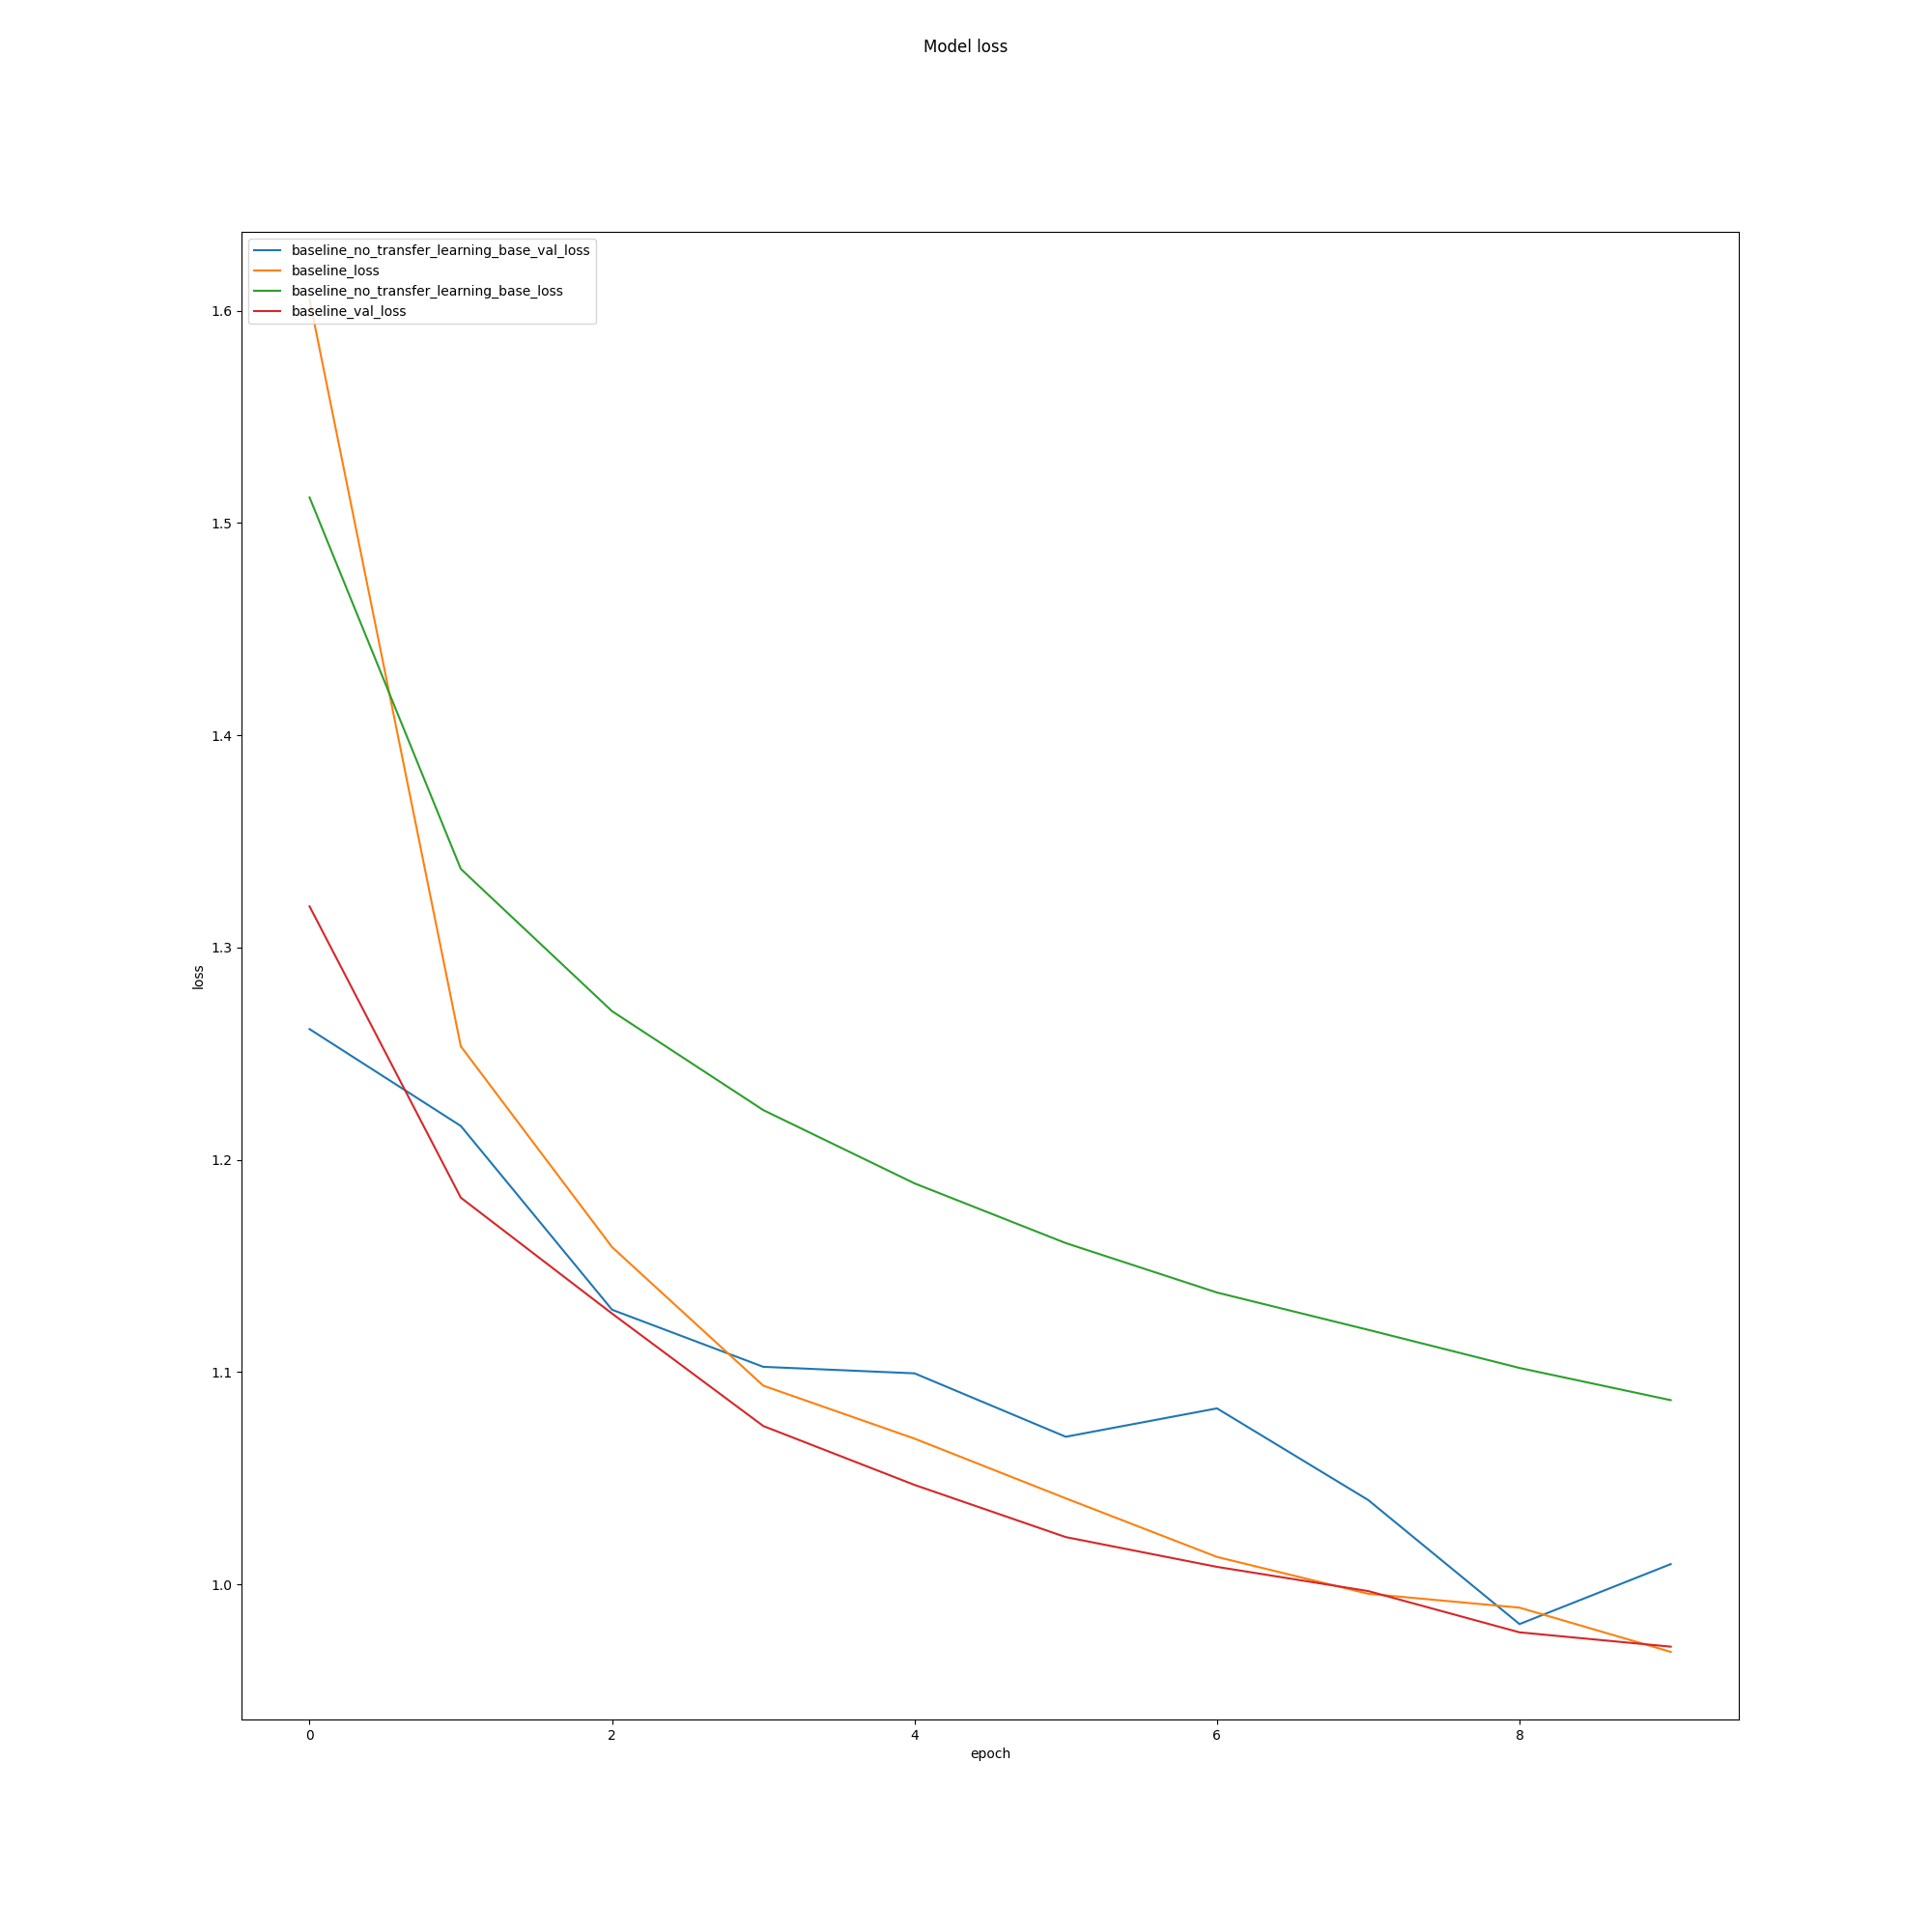 Model loss
baseline_no_transfer_learning_base_val_loss
baseline_loss
baseline_no_transfer_learning_base_loss
baseline_val_loss
1.6
1.5
1.4
1.3
1.2
1.1
1.0
loss
0 2 4 6 8
epoch